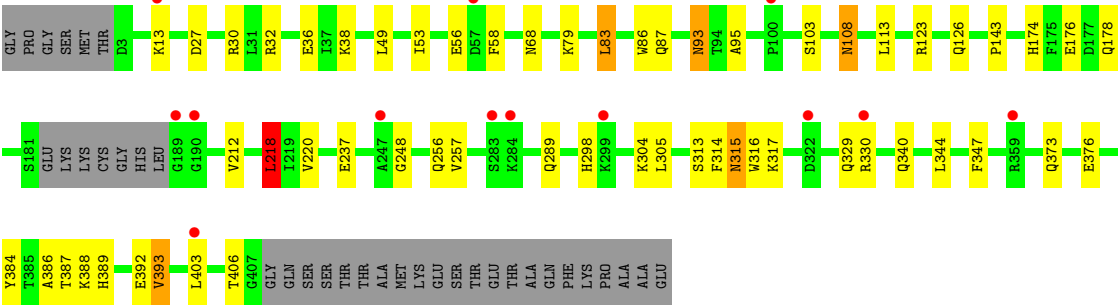 GLY PRO GLY SER MET THR D3 K13 D27 R30 L31 R32 E36 I37 K38 L49 I53 E56 D57 F58 N68 K79 L83 W86 Q87 N93 T94 A95 P100 S103 N108 L113 R123 Q126 P143 H174 F175 E176 D177 Q178
S181 GLU LYS LYS CYS GLY HIS LEU G189 G190 V212 L218 I219 V220 E237 A247 G248 Q256 V257 S283 K284 Q289 H298 K299 K304 L305 S313 F314 N315 W316 K317 D322 Q329 R330 Q340 L344 F347 R359 Q373 E376
Y384 T385 A386 T387 K388 H389 E392 V393 L403 T406 G407 GLY GLN SER SER THR THR ALA MET LYS GLU SER THR GLU THR ALA GLN PHE LYS PRO ALA ALA GLU